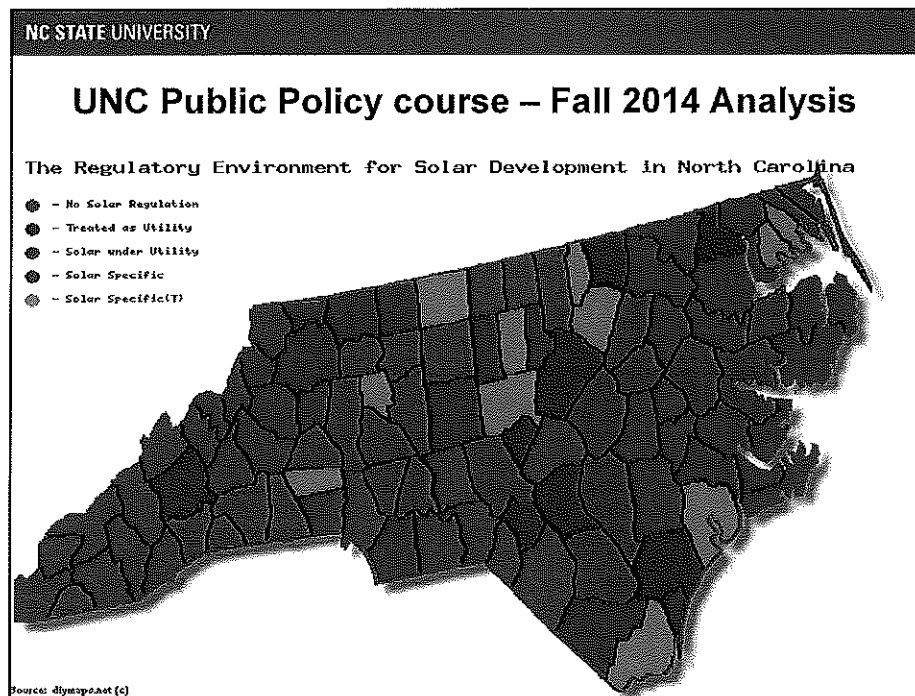 NC STATE UNIVERSITY
UNC Public Policy course – Fall 2014 Analysis
The Regulatory Environment for Solar Development in North Carolina
- No Solar Regulation
- Treated as Utility
- Solar under Utility
- Solar Specific
- Solar Specific(T)
Source: diymaps.net (c)